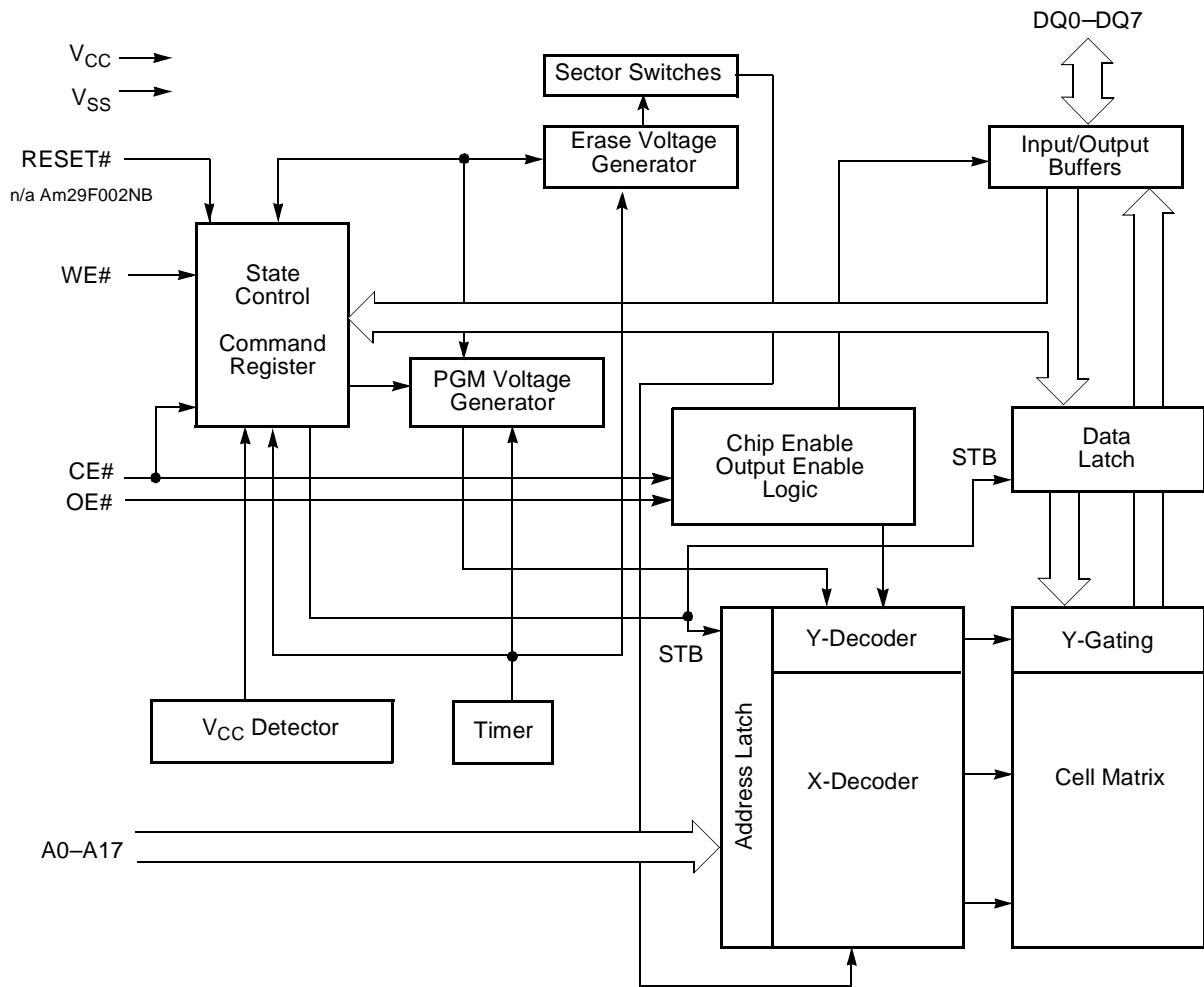 DQ0–DQ7
VCC
Sector Switches
VSS
Erase Voltage
Generator
Input/Output
Buffers
RESET#
n/a Am29F002NB
WE#
State
Control
Command
Register
PGM Voltage
Generator
Chip Enable
Output Enable
Logic
STB
Data
Latch
CE#
OE#
STB
Y-Decoder
Y-Gating
VCC Detector
Timer
Address Latch
X-Decoder
Cell Matrix
A0–A17